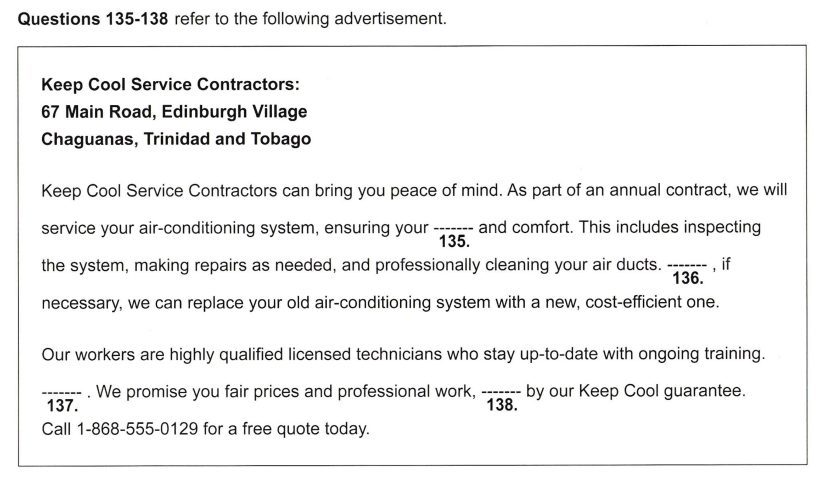 Questions 135-138 refer to the following advertisement.
Keep Cool Service Contractors:
67 Main Road, Edinburgh Village
Chaguanas, Trinidad and Tobago
Keep Cool Service Contractors can bring you peace of mind. As part of an annual contract, we will
service your air-conditioning system, ensuring your ------- and comfort. This includes inspecting
135.
the system, making repairs as needed, and professionally cleaning your air ducts. ------- , if
136.
necessary, we can replace your old air-conditioning system with a new, cost-efficient one.
Our workers are highly qualified licensed technicians who stay up-to-date with ongoing training.
------- . We promise you fair prices and professional work, ------- by our Keep Cool guarantee.
137. 138.
Call 1-868-555-0129 for a free quote today.